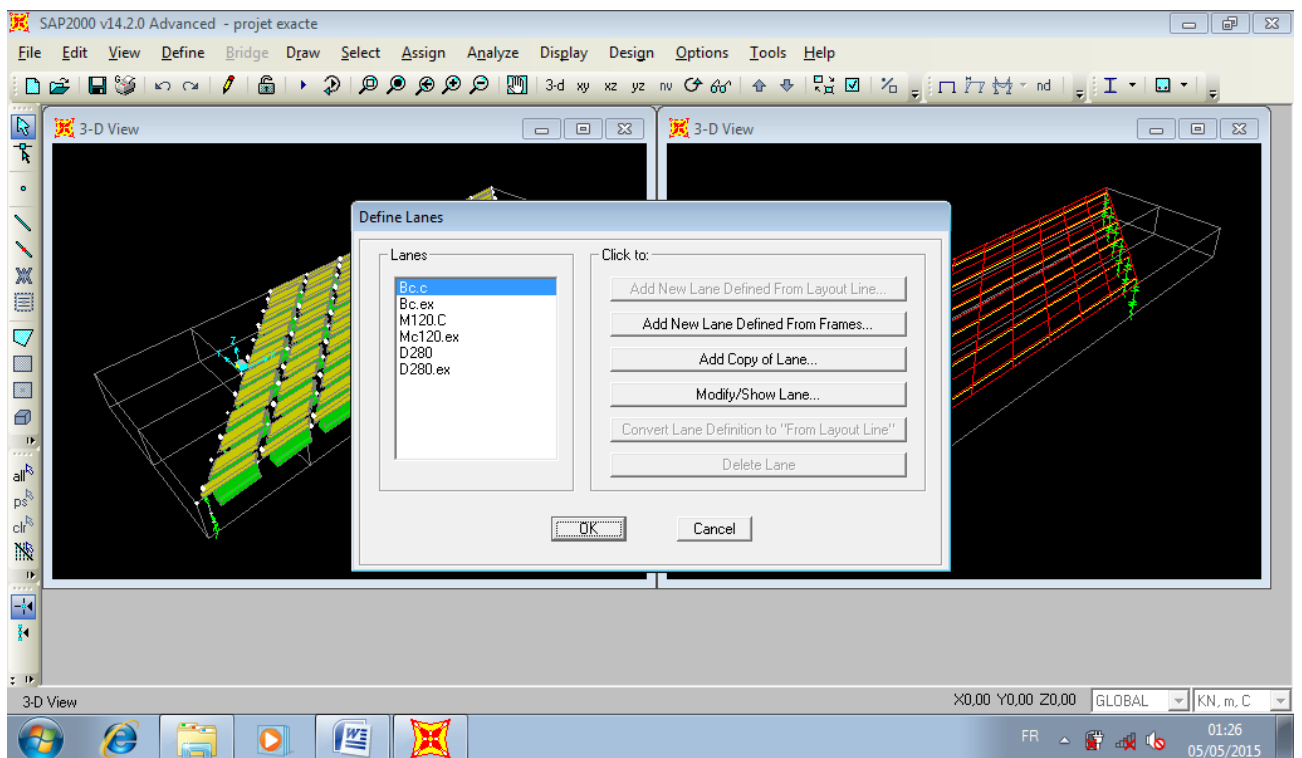 SAP2000 v14.2.0 Advanced - projet exacte
File Edit View Define Bridge Draw Select Assign Analyze Display Design Options Tools Help
3-d xy xz yz nv nd
3-D View
3-D View
Define Lanes
Lanes
Bc.c
Bc.ex
M120.C
Mc120.ex
D280
D280.ex
Click to:
Add New Lane Defined From Layout Line...
Add New Lane Defined From Frames...
Add Copy of Lane...
Modify/Show Lane...
Convert Lane Definition to "From Layout Line"
Delete Lane
OK Cancel
Z
all
ps
clr
3-D View
X0,00 Y0,00 Z0,00 GLOBAL KN, m, C
FR
01:26
05/05/2015